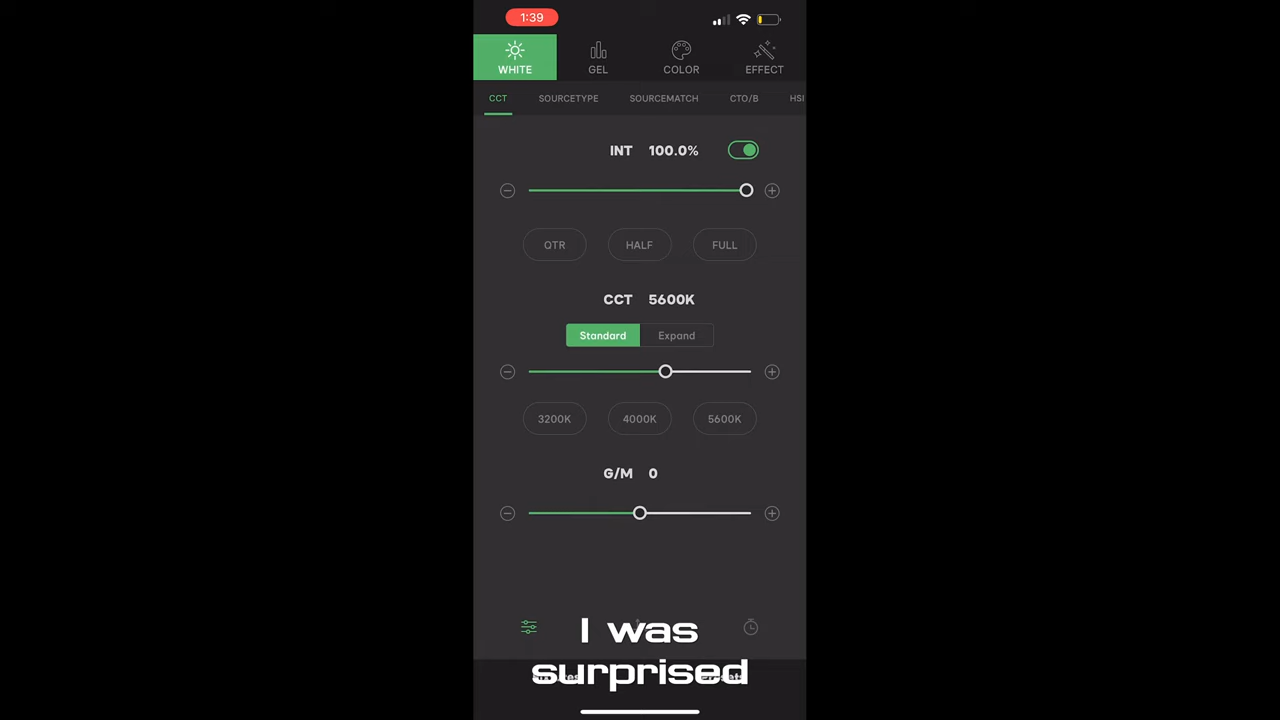 1:39
WHITE GEL COLOR EFFECT
CCT SOURCETYPE SOURCEMATCH CTO/B HSI
INT 100.0%
QTR HALF FULL
CCT 5600K
Standard Expand
3200K 4000K 5600K
G/M 0
I was
surprised